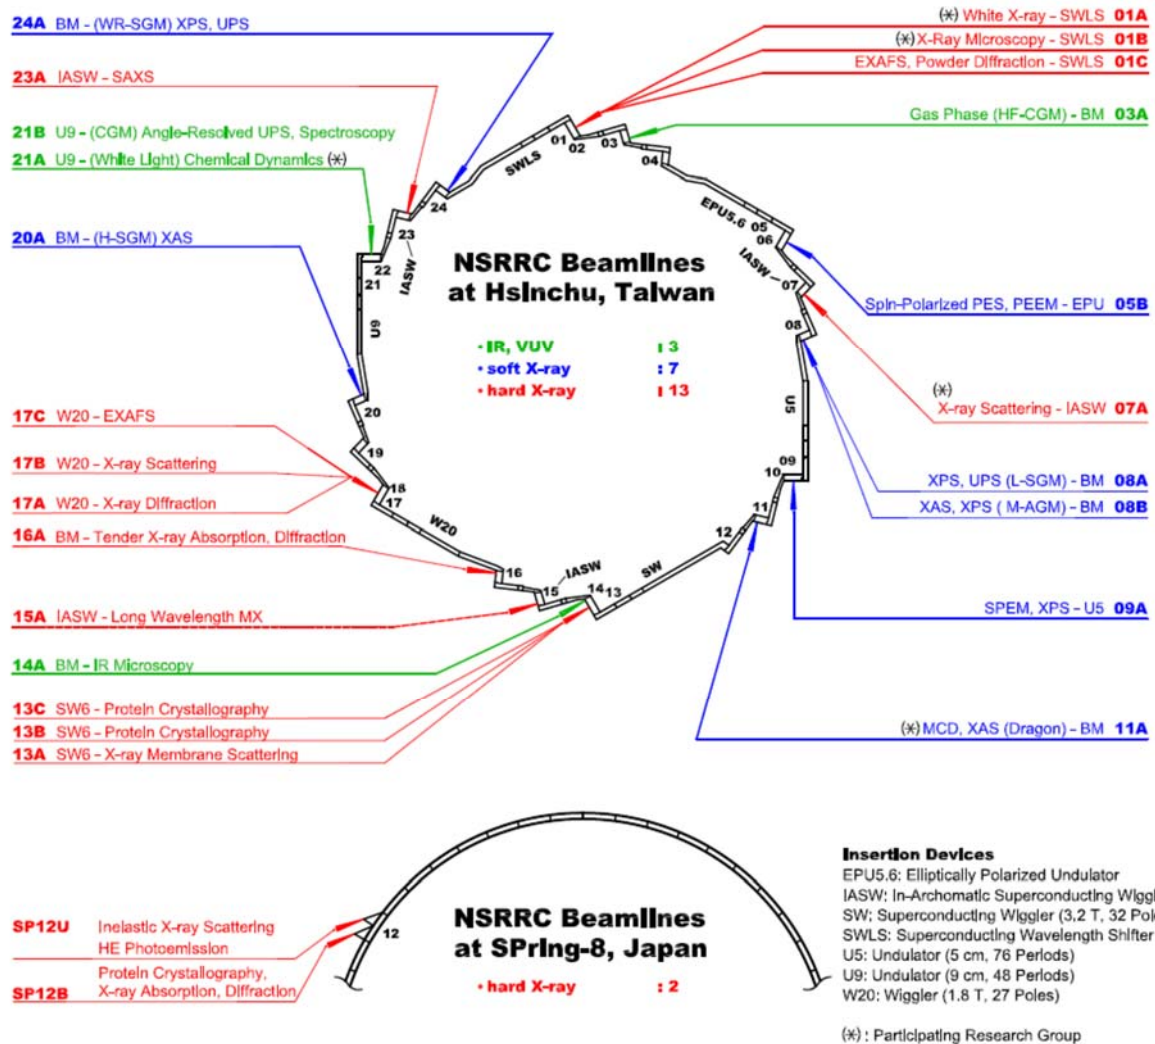 24A BM - (WR-SGM) XPS, UPS
23A IASW - SAXS
21B U9 - (CGM) Angle-Resolved UPS, Spectroscopy
21A U9 - (White Light) Chemical Dynamics (*)
20A BM - (H-SGM) XAS
17C W20 - EXAFS
17B W20 - X-ray Scattering
17A W20 - X-ray Diffraction
16A BM - Tender X-ray Absorption, Diffraction
15A IASW - Long Wavelength MX
14A BM - IR Microscopy
13C SW6 - Protein Crystallography
13B SW6 - Protein Crystallography
13A SW6 - X-ray Membrane Scattering
(*) White X-ray - SWLS 01A
(*) X-Ray Microscopy - SWLS 01B
EXAFS, Powder Diffraction - SWLS 01C
Gas Phase (HF-CGM) - BM 03A
Spin-Polarized PES, PEEM - EPU 05B
(*)
X-ray Scattering - IASW 07A
XPS, UPS (L-SGM) - BM 08A
XAS, XPS ( M-AGM) - BM 08B
SPEM, XPS - U5 09A
(*) MCD, XAS (Dragon) - BM 11A
01
02
03
04
EPU5.6
05
06
IASW
07
08
U5
09
10
11
12
SW
13
14
IASW
15
16
W20
17
18
19
20
U9
21
22
IASW
23
24
SWLS
NSRRC Beamlines
at Hsinchu, Taiwan
• IR, VUV : 3
• soft X-ray : 7
• hard X-ray : 13
SP12U Inelastic X-ray Scattering
HE Photoemission
Protein Crystallography,
SP12B X-ray Absorption, Diffraction
12
NSRRC Beamlines
at SPring-8, Japan
• hard X-ray : 2
Insertion Devices
EPU5.6: Elliptically Polarized Undulator
IASW: In-Archomatic Superconducting Wiggl
SW: Superconducting Wiggler (3.2 T, 32 Pol
SWLS: Superconducting Wavelength Shifter
U5: Undulator (5 cm, 76 Periods)
U9: Undulator (9 cm, 48 Periods)
W20: Wiggler (1.8 T, 27 Poles)
(*) : Participating Research Group